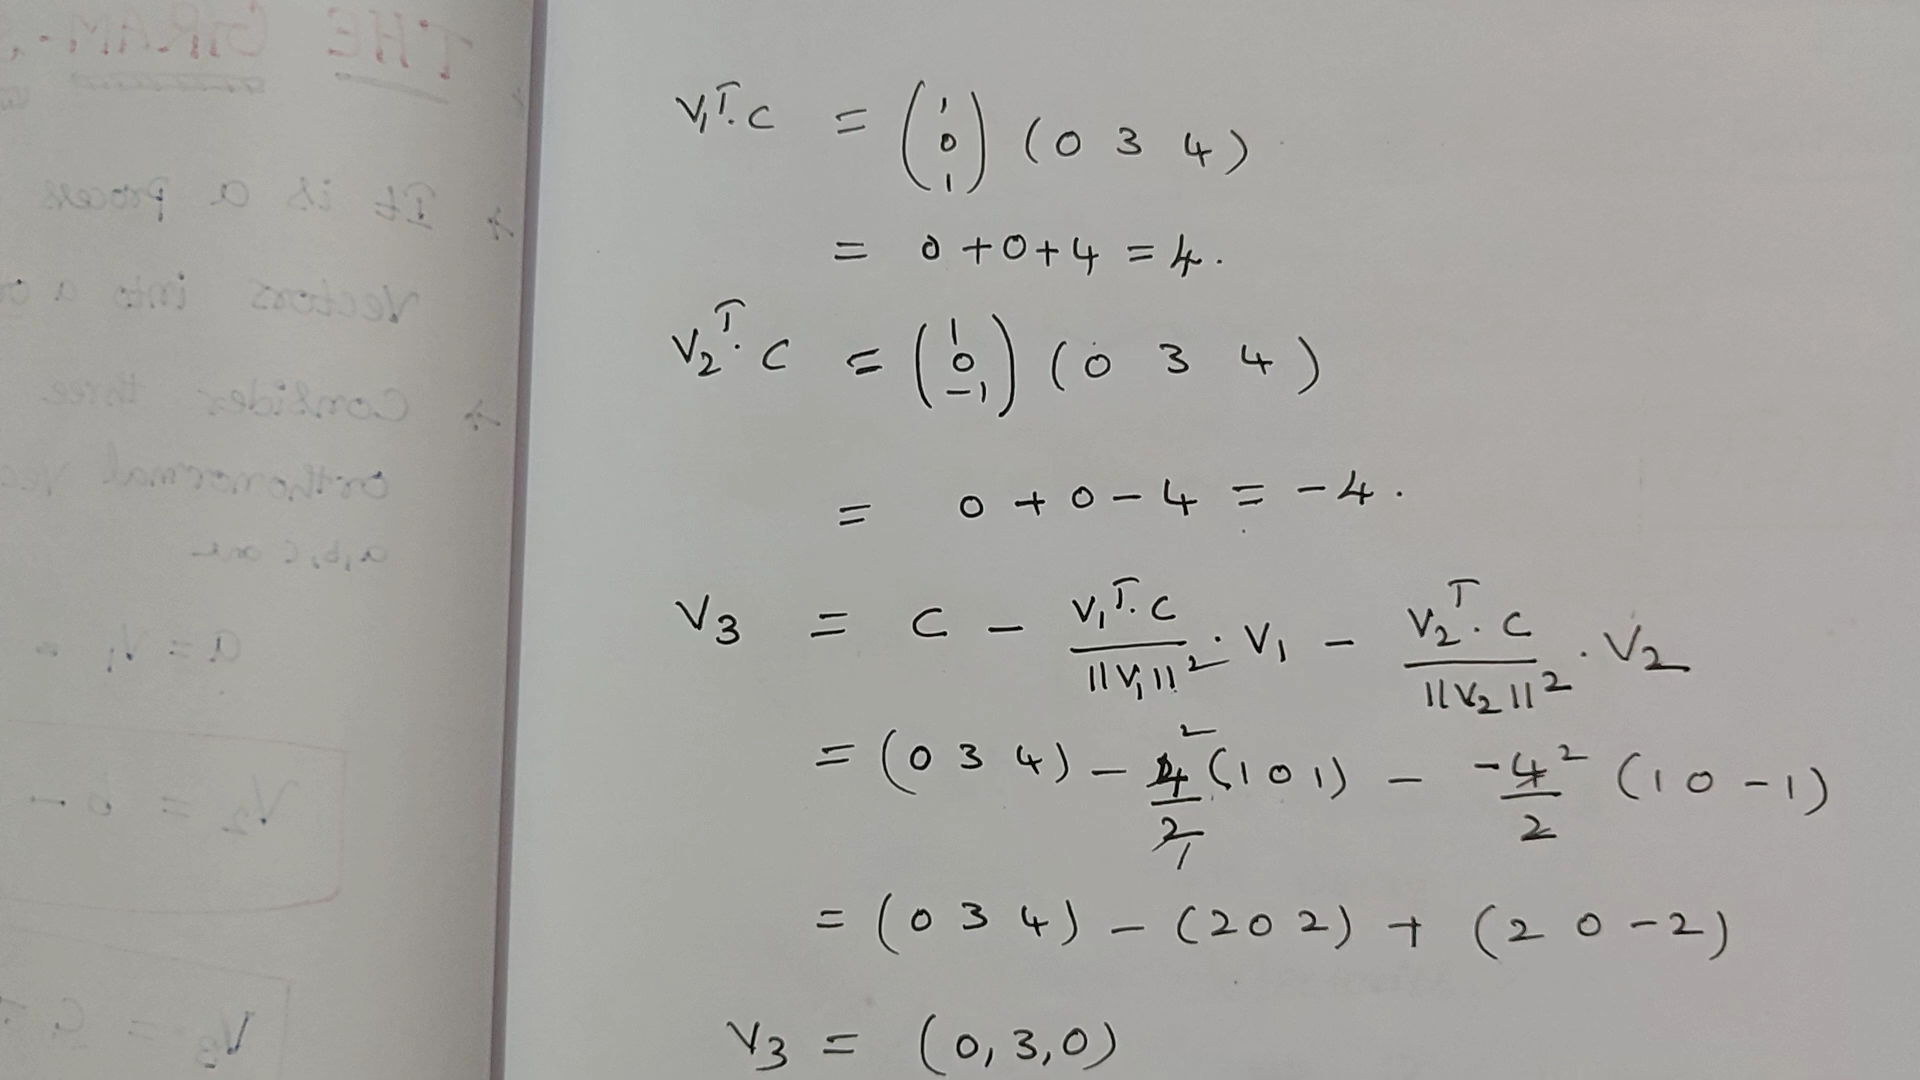 V₁ᵀ. C = (1 0 1) (0 3 4)
= 0 + 0 + 4 = 4.
V₂ᵀ. C = (1 0 -1) (0 3 4)
= 0 + 0 - 4 = -4.
V₃ = C - V₁ᵀ. C / ||V₁||² . V₁ - V₂ᵀ. C / ||V₂||² . V₂
= (0 3 4) - 4/2 (1 0 1) - -4/2 (1 0 -1)
= (0 3 4) - (2 0 2) + (2 0 -2)
V₃ = (0, 3, 0)